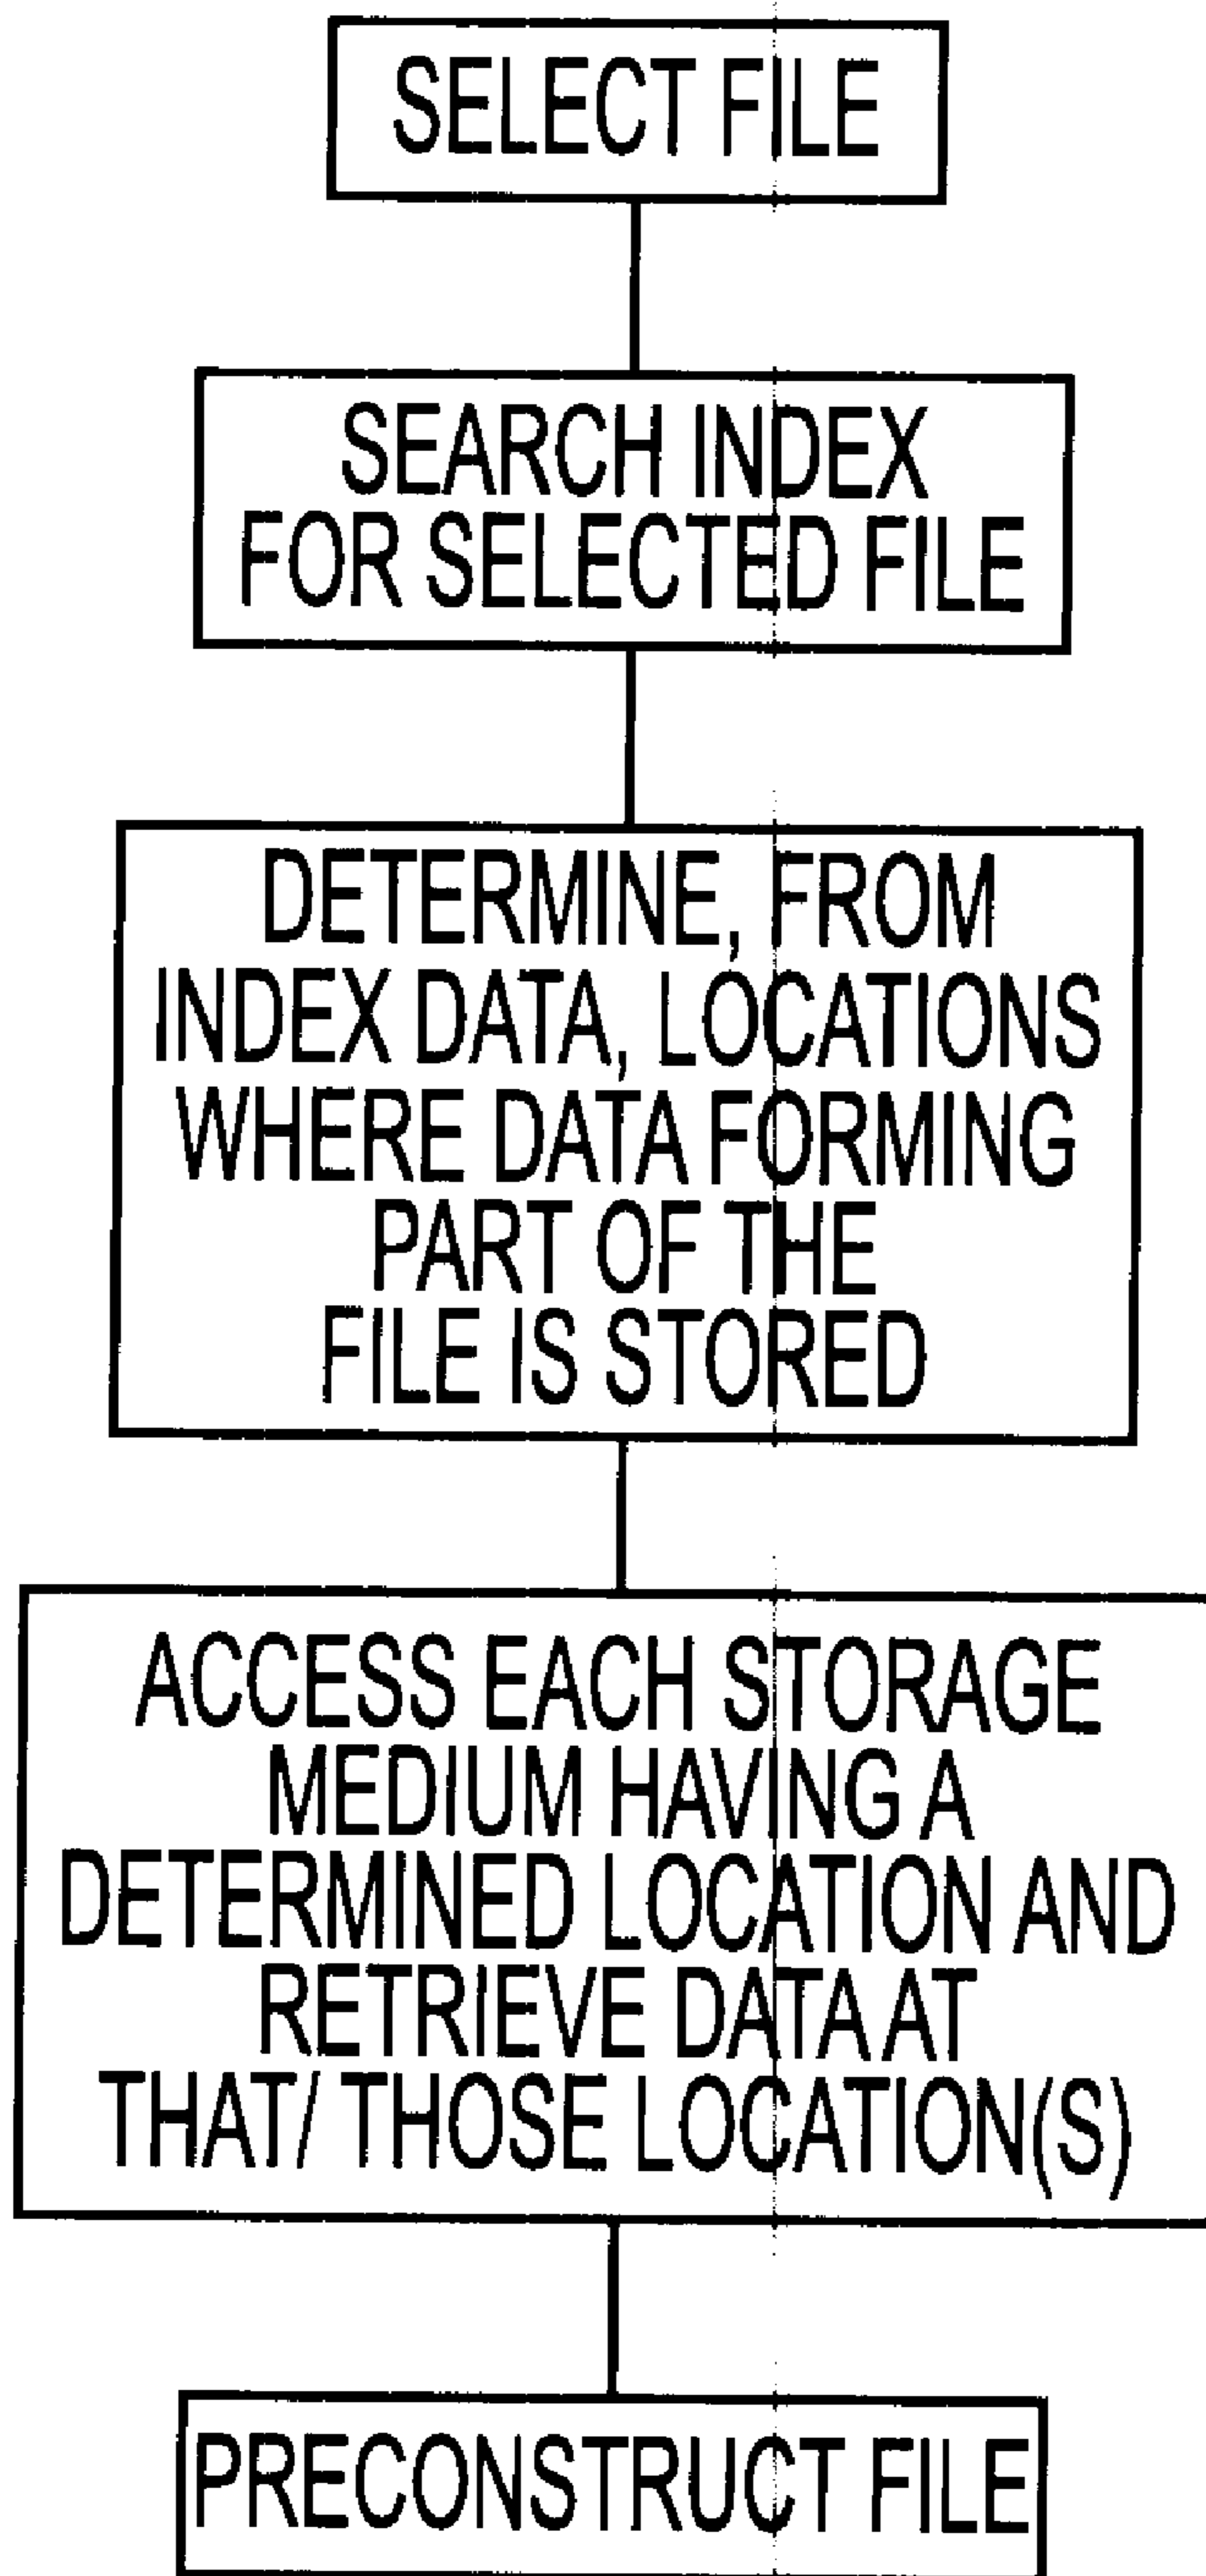 SELECT FILE
SEARCH INDEX
FOR SELECTED FILE
DETERMINE, FROM
INDEX DATA, LOCATIONS
WHERE DATA FORMING
PART OF THE
FILE IS STORED
ACCESS EACH STORAGE
MEDIUM HAVING A
DETERMINED LOCATION AND
RETRIEVE DATA AT
THAT/ THOSE LOCATION(S)
PRECONSTRUCT FILE